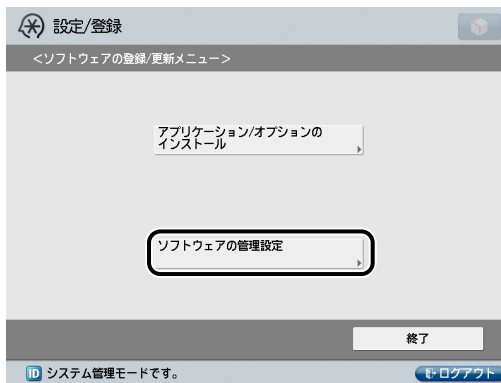 設定/登録
<ソフトウェアの登録/更新メニュー>
アプリケーション/オプションの
インストール
ソフトウェアの管理設定
終了
ID システム管理モードです。
ログアウト